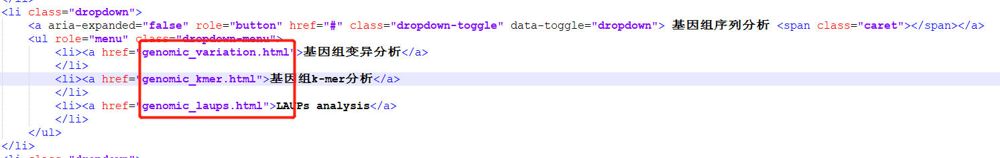 </li>
<li class="dropdown">
<a aria-expanded="false" role="button" href="#" class="dropdown-toggle" data-toggle="dropdown"> 基因组序列分析 <span class="caret"></span></a>
<ul role="menu" class="dropdown-menu">
<li><a href="genomic_variation.html">基因组变异分析</a>
</li>
<li><a href="genomic_kmer.html">基因组k-mer分析</a>
</li>
<li><a href="genomic_laups.html">LAUPs analysis</a>
</li>
</ul>
</li>
<li class="dropdown">